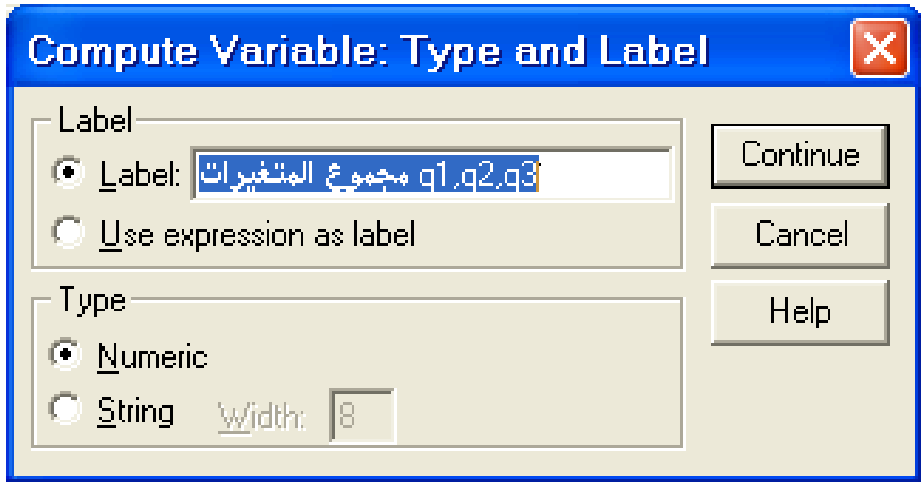 Compute Variable: Type and Label
Label
Label: مجموع المتغيرات q1,q2,q3
Use expression as label
Type
Numeric
String Width: 8
Continue
Cancel
Help